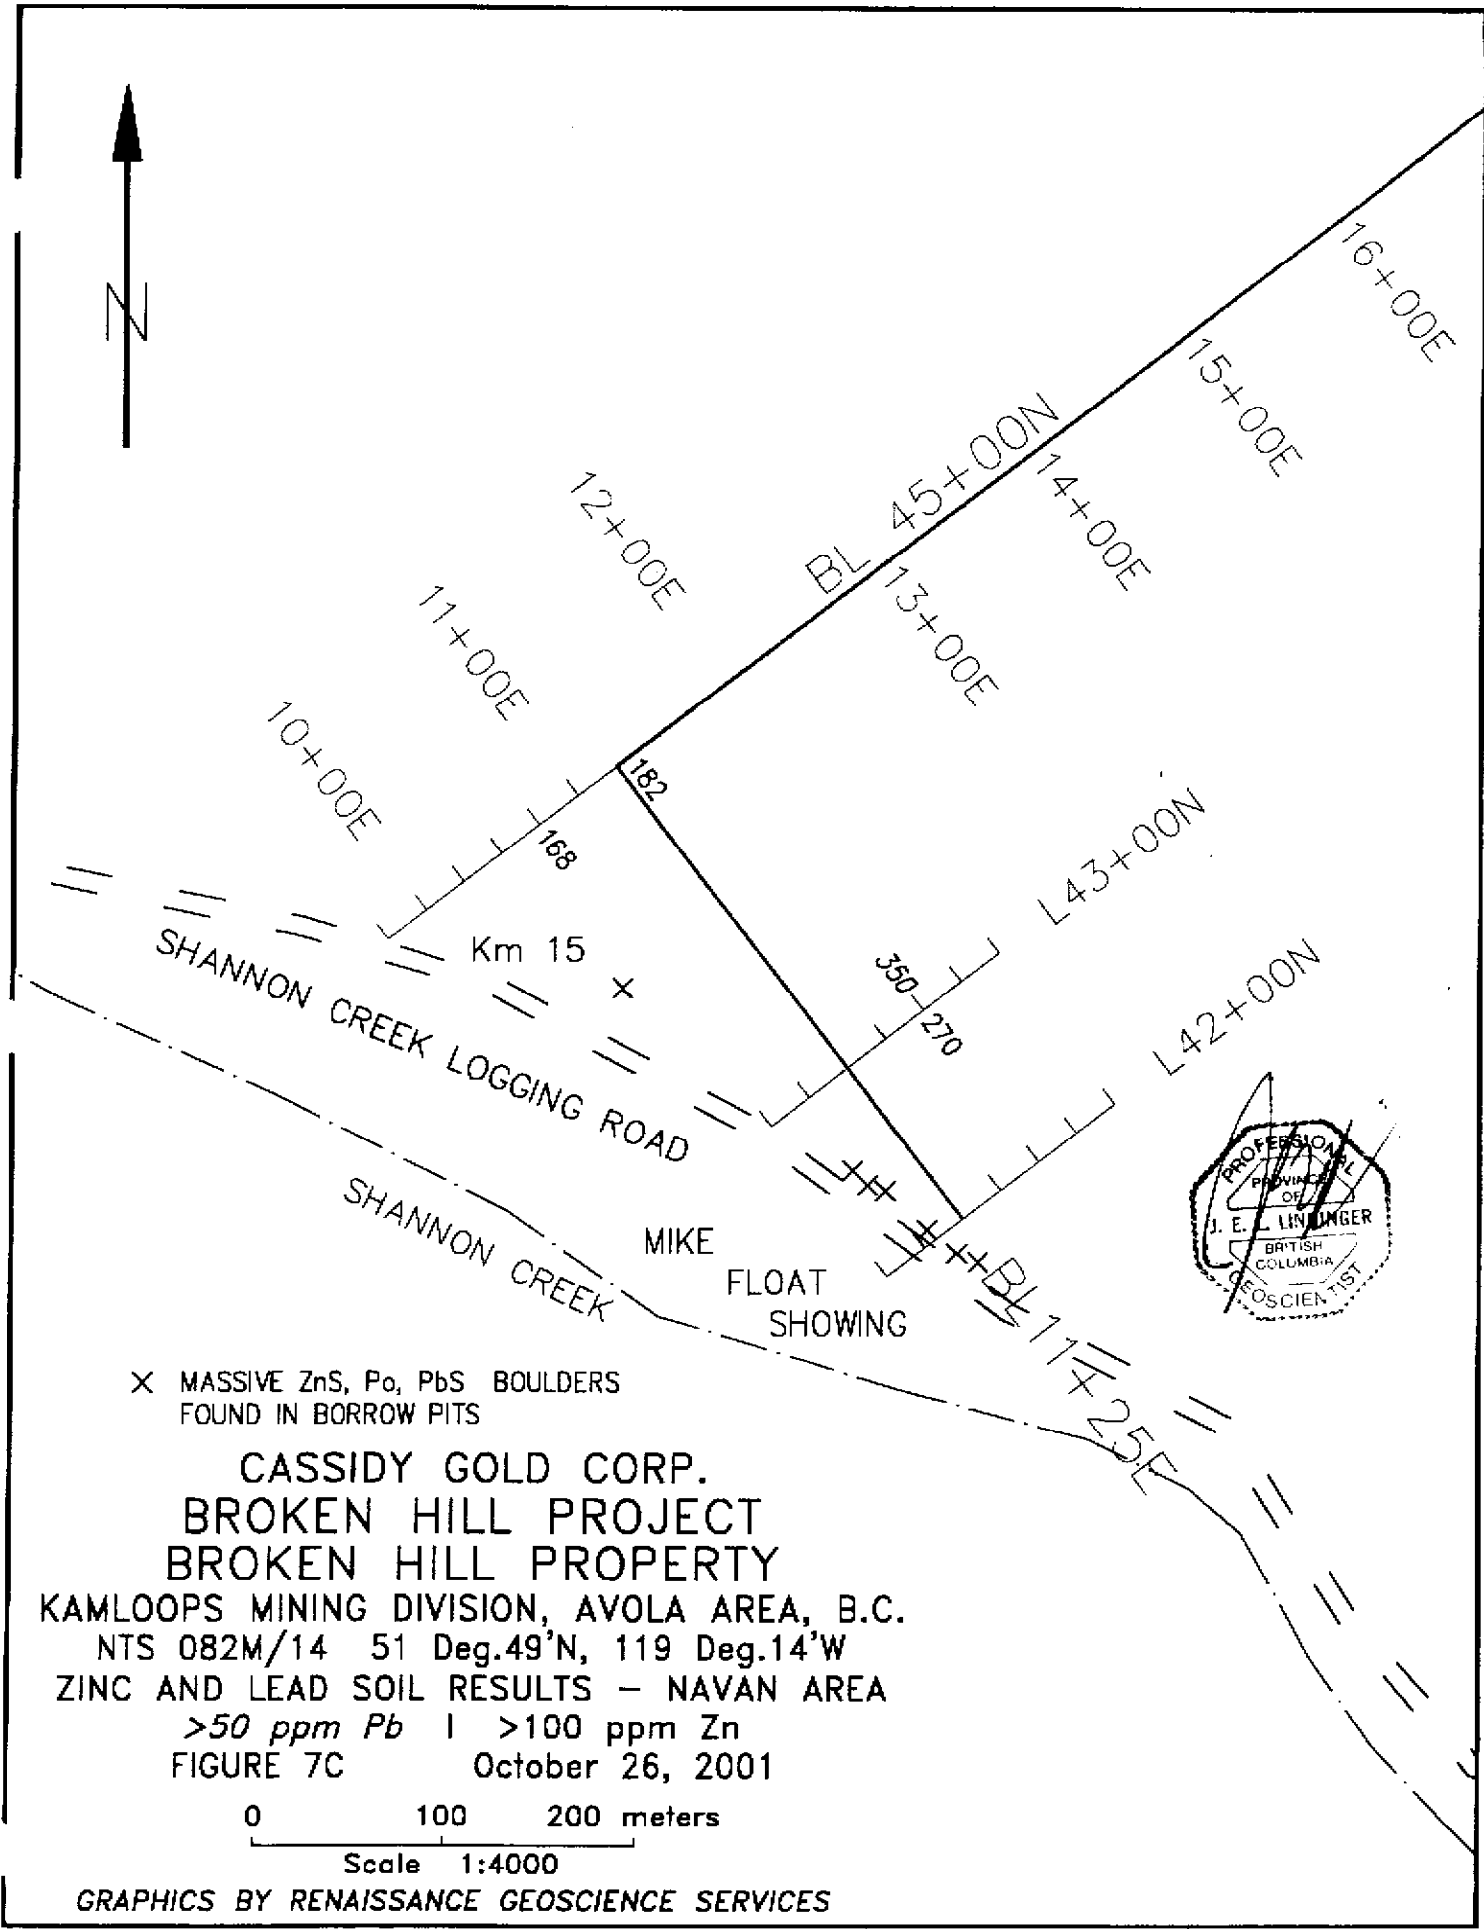 N
16+00E
15+00E
BL 45+00N
14+00E
12+00E
13+00E
11+00E
10+00E
182
168
L43+00N
350
270
Km 15
L42+00N
SHANNON CREEK LOGGING ROAD
SHANNON CREEK
PROFESSIONAL
PROVINCE
OF
J. E. L. LINDINGER
BRITISH
COLUMBIA
GEOSCIENTIST
MIKE
FLOAT
SHOWING
BL 11+25E
X MASSIVE ZnS, Po, PbS BOULDERS
FOUND IN BORROW PITS
CASSIDY GOLD CORP.
BROKEN HILL PROJECT
BROKEN HILL PROPERTY
KAMLOOPS MINING DIVISION, AVOLA AREA, B.C.
NTS 082M/14 51 Deg.49'N, 119 Deg.14'W
ZINC AND LEAD SOIL RESULTS - NAVAN AREA
>50 ppm Pb | >100 ppm Zn
FIGURE 7C October 26, 2001
0 100 200 meters
Scale 1:4000
GRAPHICS BY RENAISSANCE GEOSCIENCE SERVICES